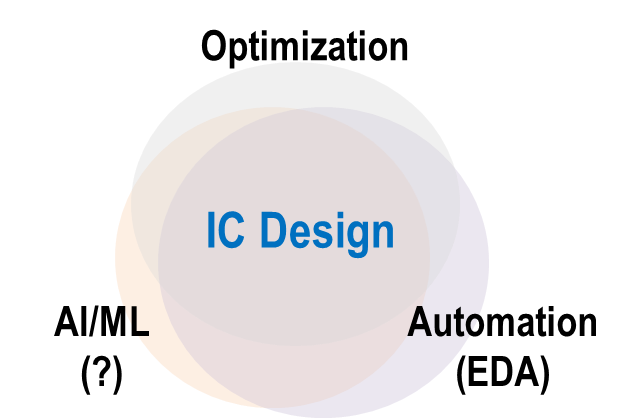 Optimization
IC Design
AI/ML
(?)
Automation
(EDA)